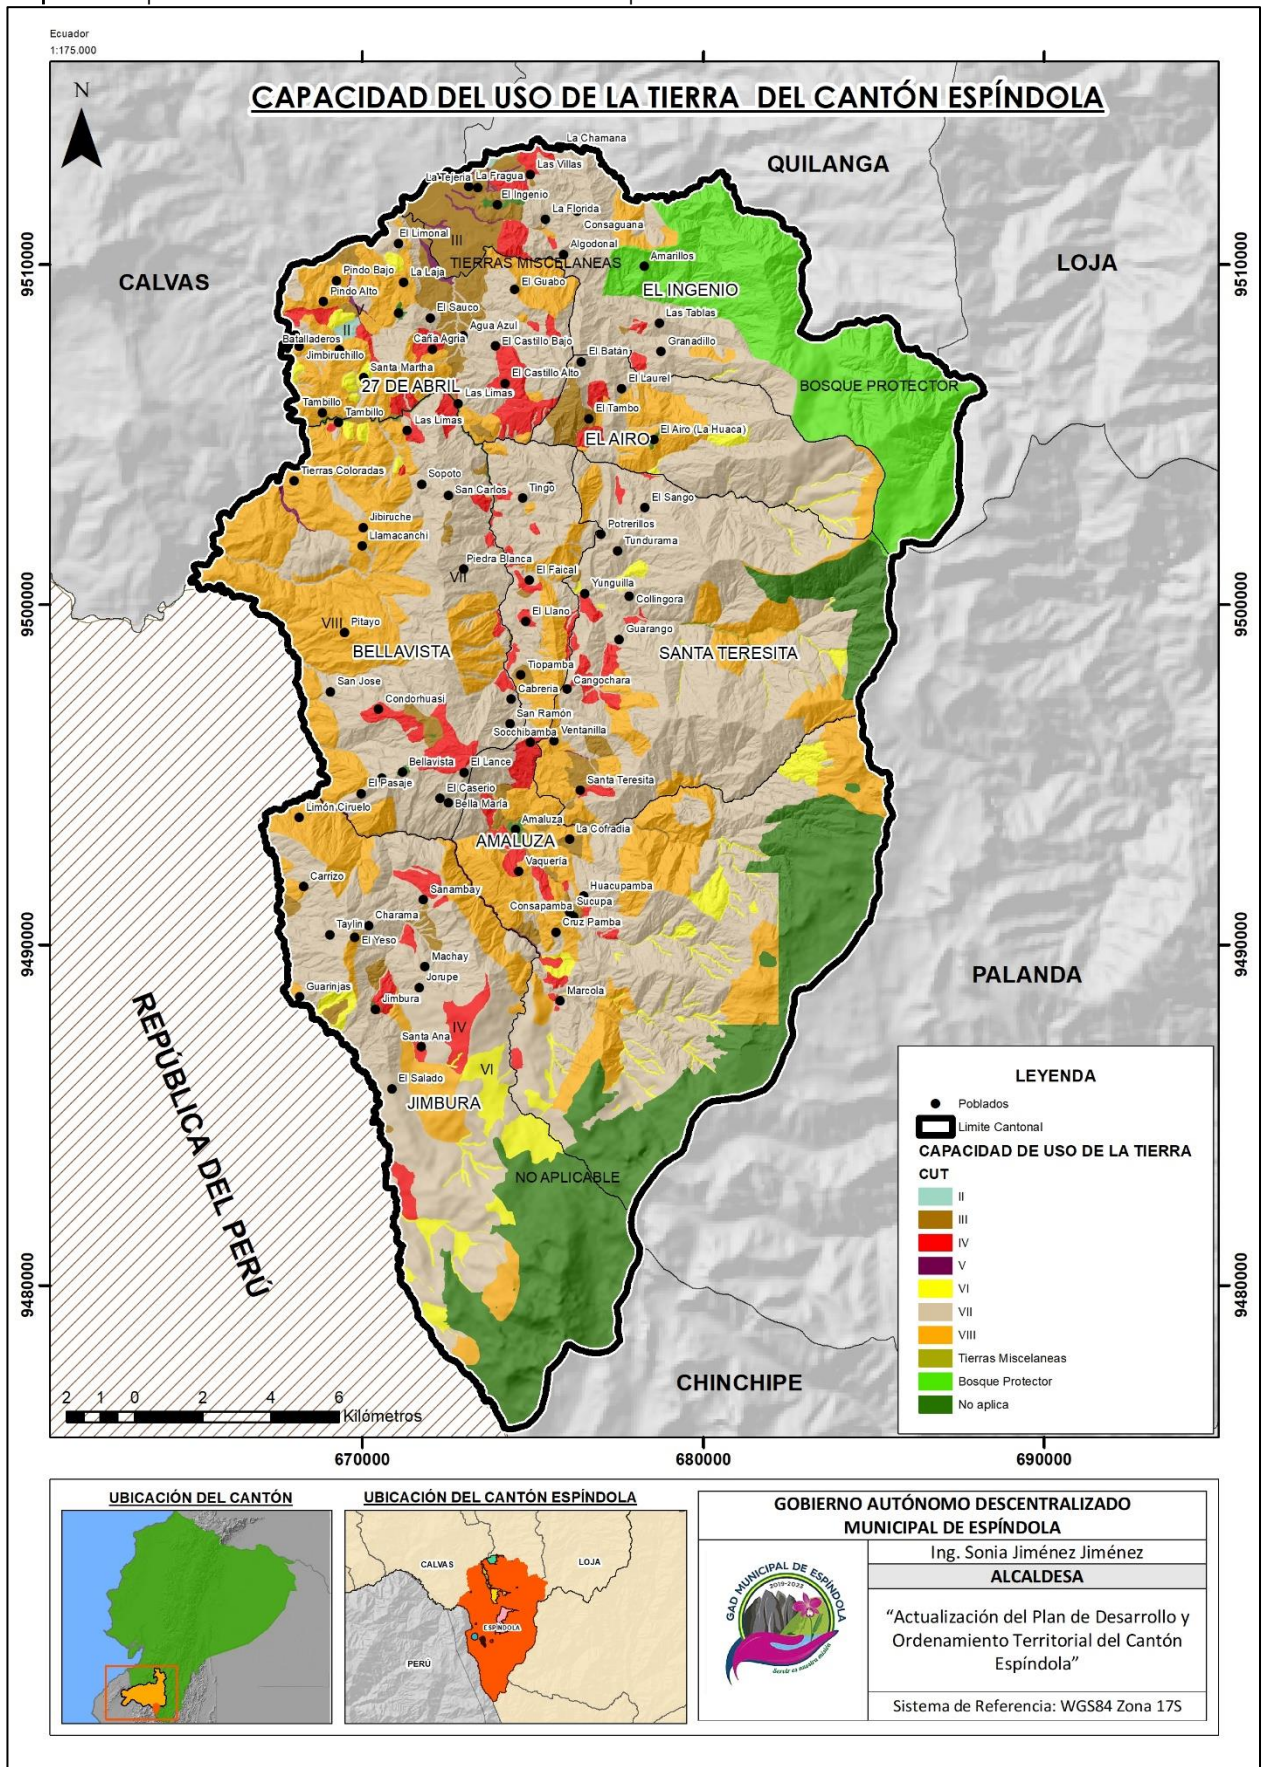 Ecuador
1:175.000
N
CAPACIDAD DEL USO DE LA TIERRA DEL CANTÓN ESPÍNDOLA
La Chamana
QUILANGA
Las Villas
La Tejeria
La Fragua
El Ingenio
La Florida
Consaguana
El Limonal
III
Algodonal
TIERRAS MISCELANEAS
Amarillos
LOJA
9510000
9510000
CALVAS
Pindo Bajo
La Laja
El Guabo
EL INGENIO
Pindo Alto
V
El Sauco
Las Tablas
II
Agua Azul
Batalladeros
Caña Agria
El Castillo Bajo
Granadillo
Jimbiruchillo
El Batán
Santa Martha
El Castillo Alto
El Laurel
BOSQUE PROTECTOR
27 DE ABRIL
Las Limas
Tambillo
Tambillo
Las Limas
El Tambo
EL AIRO
El Airo (La Huaca)
Tierras Coloradas
Sopoto
San Carlos
Tingo
El Sango
Jibiruche
Potrerillos
Llamacanchi
Tundurama
Piedra Blanca
VII
El Faical
Yunguilla
Collingora
9500000
9500000
El Llano
VIII
Pitayo
Guarango
BELLAVISTA
SANTA TERESITA
Tiopamba
San Jose
Cabreria
Cangochara
Condorhuasi
San Ramón
Socchibamba
Ventanilla
Bellavista
El Lance
El Pasaje
Santa Teresita
El Caserio
Limón Ciruelo
Bella María
Amaluza
AMALUZA
La Cofradia
Vaquería
Carrizo
Sanambay
Huacupamba
Consapamba
Sucupa
Charama
Taylin
El Yeso
Cruz Pamba
9490000
9490000
Machay
PALANDA
Guarinjas
Jorupe
Marcola
Jimbura
IV
Santa Ana
VI
El Salado
JIMBURA
REPÚBLICA DEL PERÚ
NO APLICABLE
9480000
9480000
CHINCHIPE
LEYENDA
Poblados
Limite Cantonal
CAPACIDAD DE USO DE LA TIERRA
CUT
II
III
IV
V
VI
VII
VIII
Tierras Miscelaneas
Bosque Protector
No aplica
2 1 0 2 4 6
Kilómetros
670000 680000 690000
UBICACIÓN DEL CANTÓN
UBICACIÓN DEL CANTÓN ESPÍNDOLA
CALVAS
LOJA
ESPÍNDOLA
PERÚ
GOBIERNO AUTÓNOMO DESCENTRALIZADO
MUNICIPAL DE ESPÍNDOLA
GAD MUNICIPAL DE ESPÍNDOLA
2019-2023
Servir es nuestra misión
Ing. Sonia Jiménez Jiménez
ALCALDESA
“Actualización del Plan de Desarrollo y
Ordenamiento Territorial del Cantón
Espíndola”
Sistema de Referencia: WGS84 Zona 17S